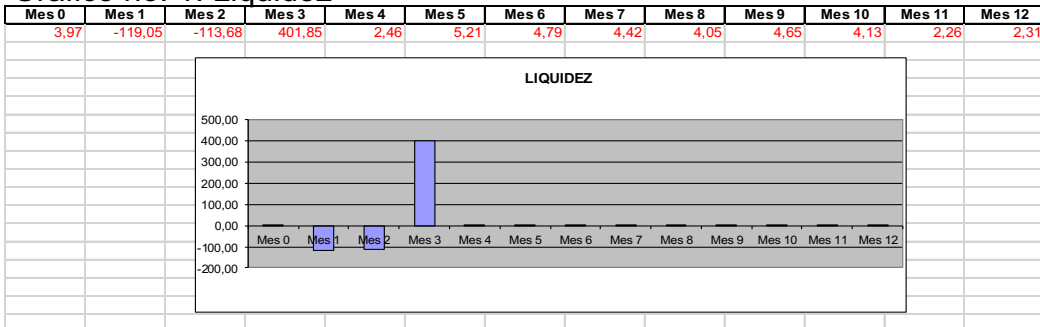 Gráfico No. 1. Liquidez
Mes 0 Mes 1 Mes 2 Mes 3 Mes 4 Mes 5 Mes 6 Mes 7 Mes 8 Mes 9 Mes 10 Mes 11 Mes 12
3,97 -119,05 -113,68 401,85 2,46 5,21 4,79 4,42 4,05 4,65 4,13 2,26 2,31
LIQUIDEZ
500,00
400,00
300,00
200,00
100,00
0,00
Mes 0 Mes 1 Mes 2 Mes 3 Mes 4 Mes 5 Mes 6 Mes 7 Mes 8 Mes 9 Mes 10 Mes 11 Mes 12
-100,00
-200,00